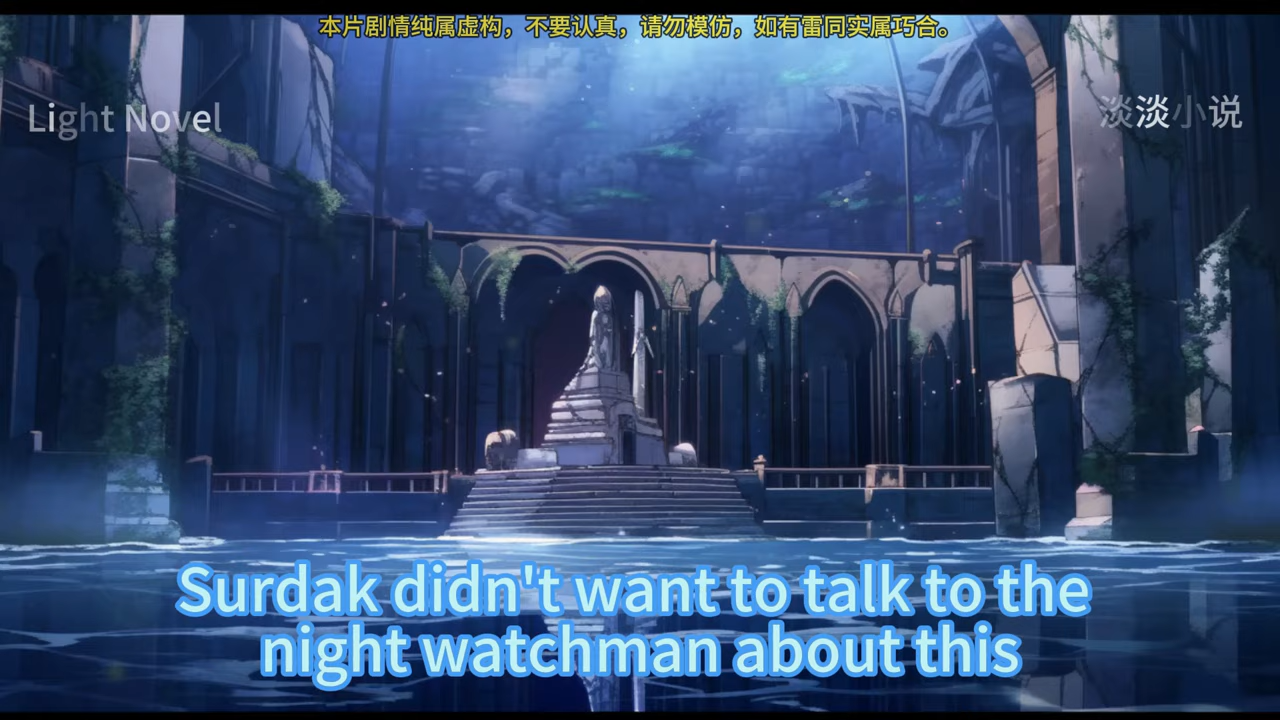 本片剧情纯属虚构，不要认真，请勿模仿，如有雷同实属巧合。
Light Novel
淡淡小说
Surdak didn't want to talk to the
night watchman about this